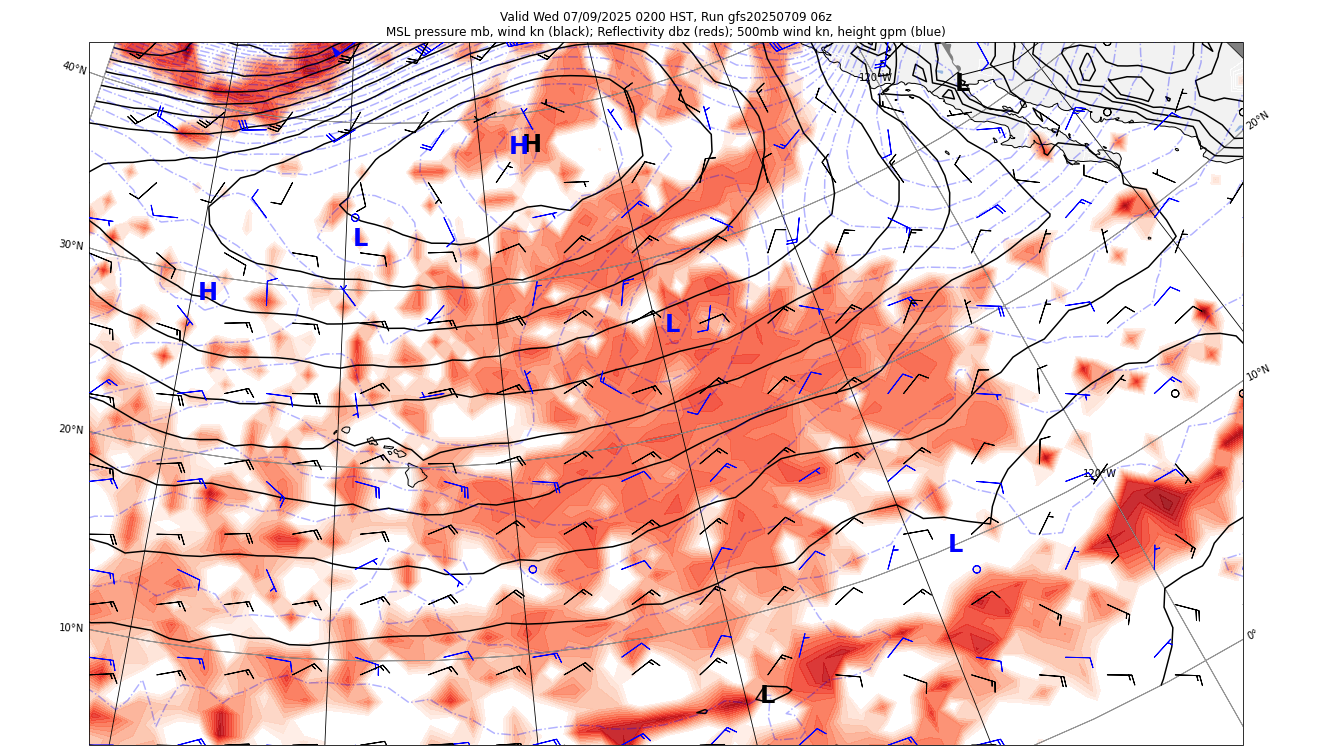 Valid Wed 07/09/2025 0200 HST, Run gfs20250709 06z
MSL pressure mb, wind kn (black); Reflectivity dbz (reds); 500mb wind kn, height gpm (blue)
40°N
120°W
L
20°N
H
H
30°N
L
H
L
10°N
20°N
120°W
L
10°N
0°
L